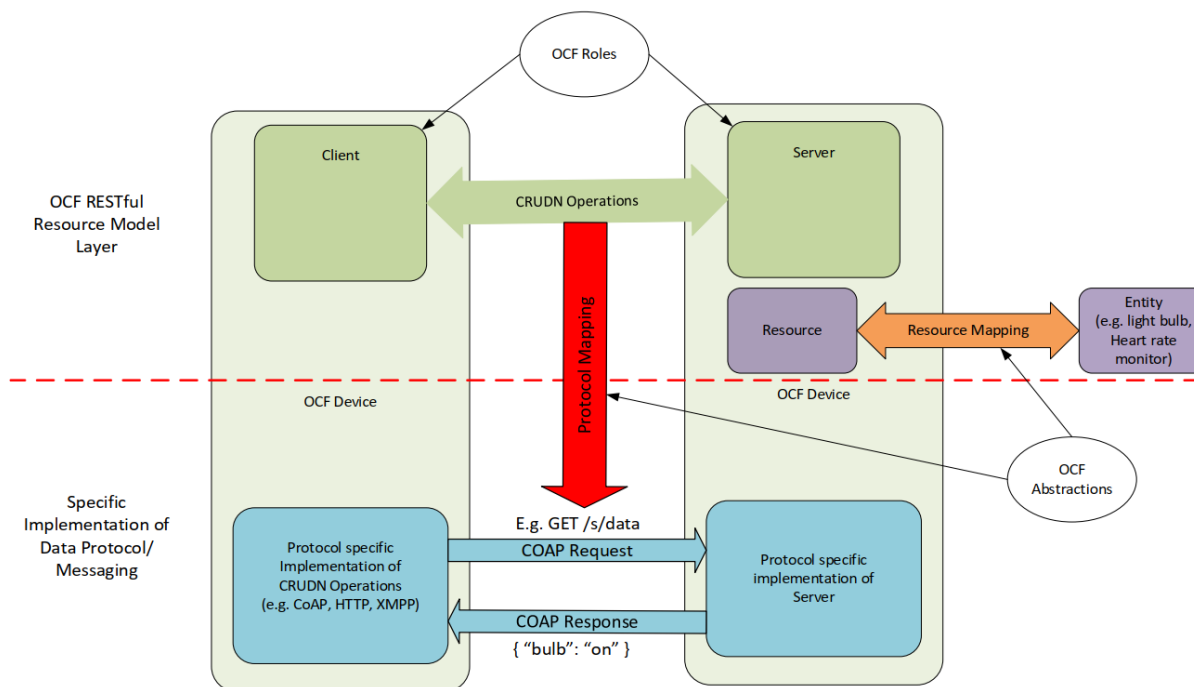 OCF Roles
Client
Server
OCF RESTful
Resource Model
Layer
CRUDN Operations
Protocol Mapping
Resource
Resource Mapping
Entity
(e.g. light bulb,
Heart rate
monitor)
OCF Device
OCF Device
OCF
Abstractions
Specific
Implementation of
Data Protocol/
Messaging
E.g. GET /s/data
Protocol specific
Implementation of
CRUDN Operations
(e.g. CoAP, HTTP, XMPP)
COAP Request
Protocol specific
implementation of
Server
COAP Response
{ “bulb”: “on” }